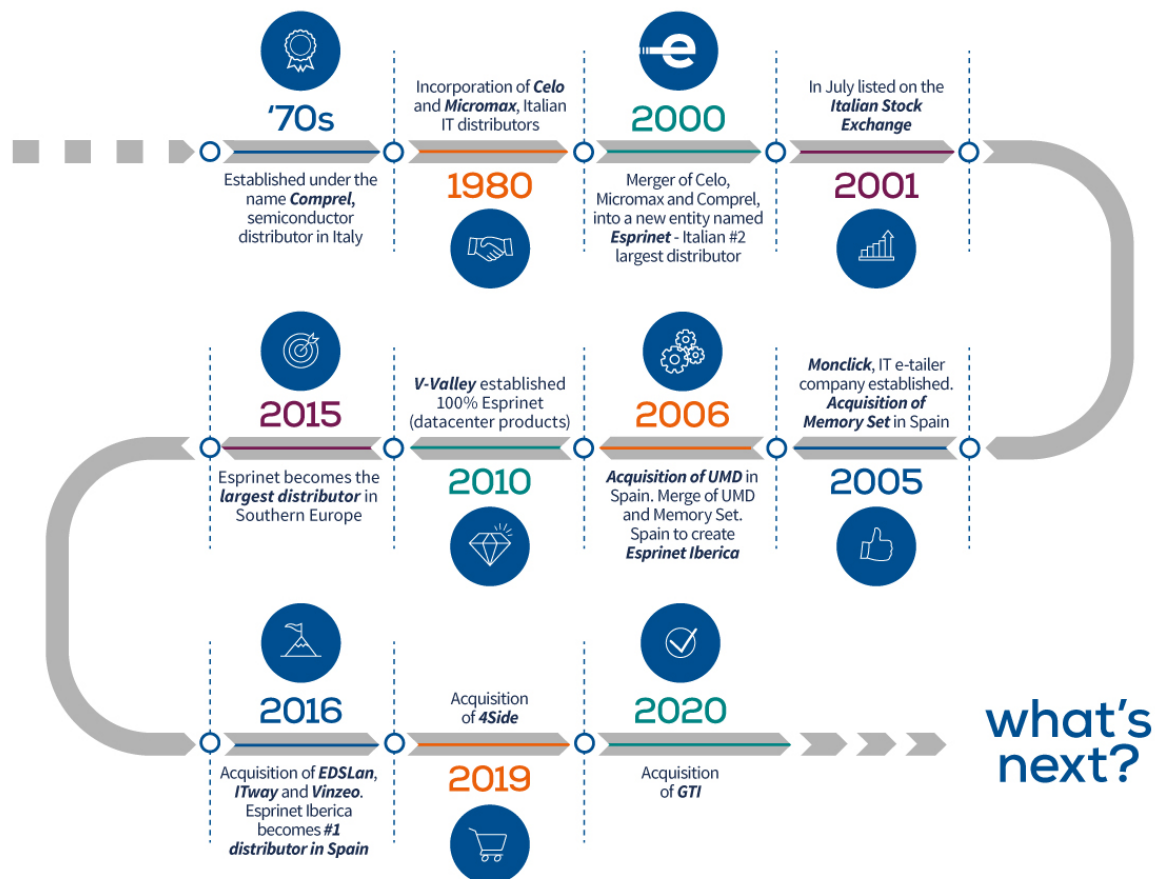 '70s
Established under the
name Comprel,
semiconductor
distributor in Italy
Incorporation of Celo
and Micromax, Italian
IT distributors
1980
e
2000
Merger of Celo,
Micromax and Comprel,
into a new entity named
Esprinet - Italian #2
largest distributor
In July listed on the
Italian Stock
Exchange
2001
Monclick, IT e-tailer
company established.
Acquisition of
Memory Set in Spain
2005
2006
Acquisition of UMD in
Spain. Merge of UMD
and Memory Set.
Spain to create
Esprinet Iberica
V-Valley established
100% Esprinet
(datacenter products)
2010
2015
Esprinet becomes the
largest distributor in
Southern Europe
2016
Acquisition of EDSLan,
ITway and Vinzeo.
Esprinet Iberica
becomes #1
distributor in Spain
Acquisition
of 4Side
2019
2020
Acquisition
of GTI
what's
next?